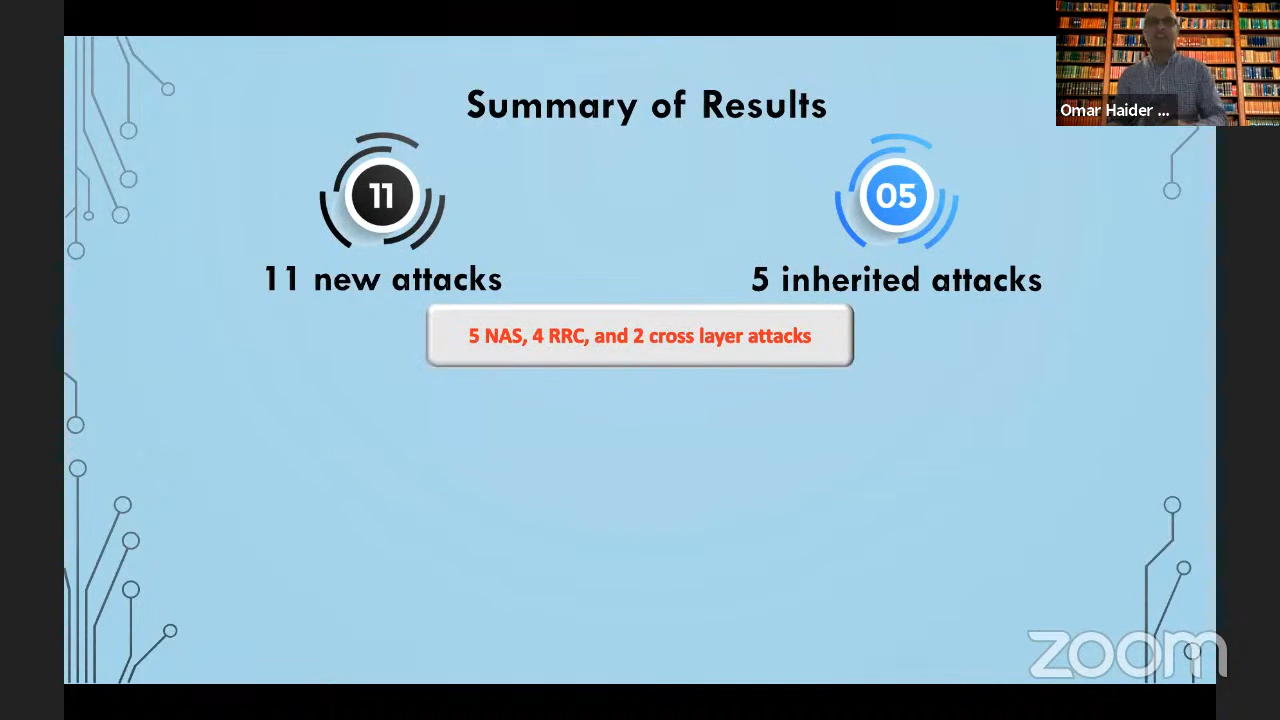 Omar Haider ...
Summary of Results
11
05
11 new attacks
5 inherited attacks
5 NAS, 4 RRC, and 2 cross layer attacks
zoom